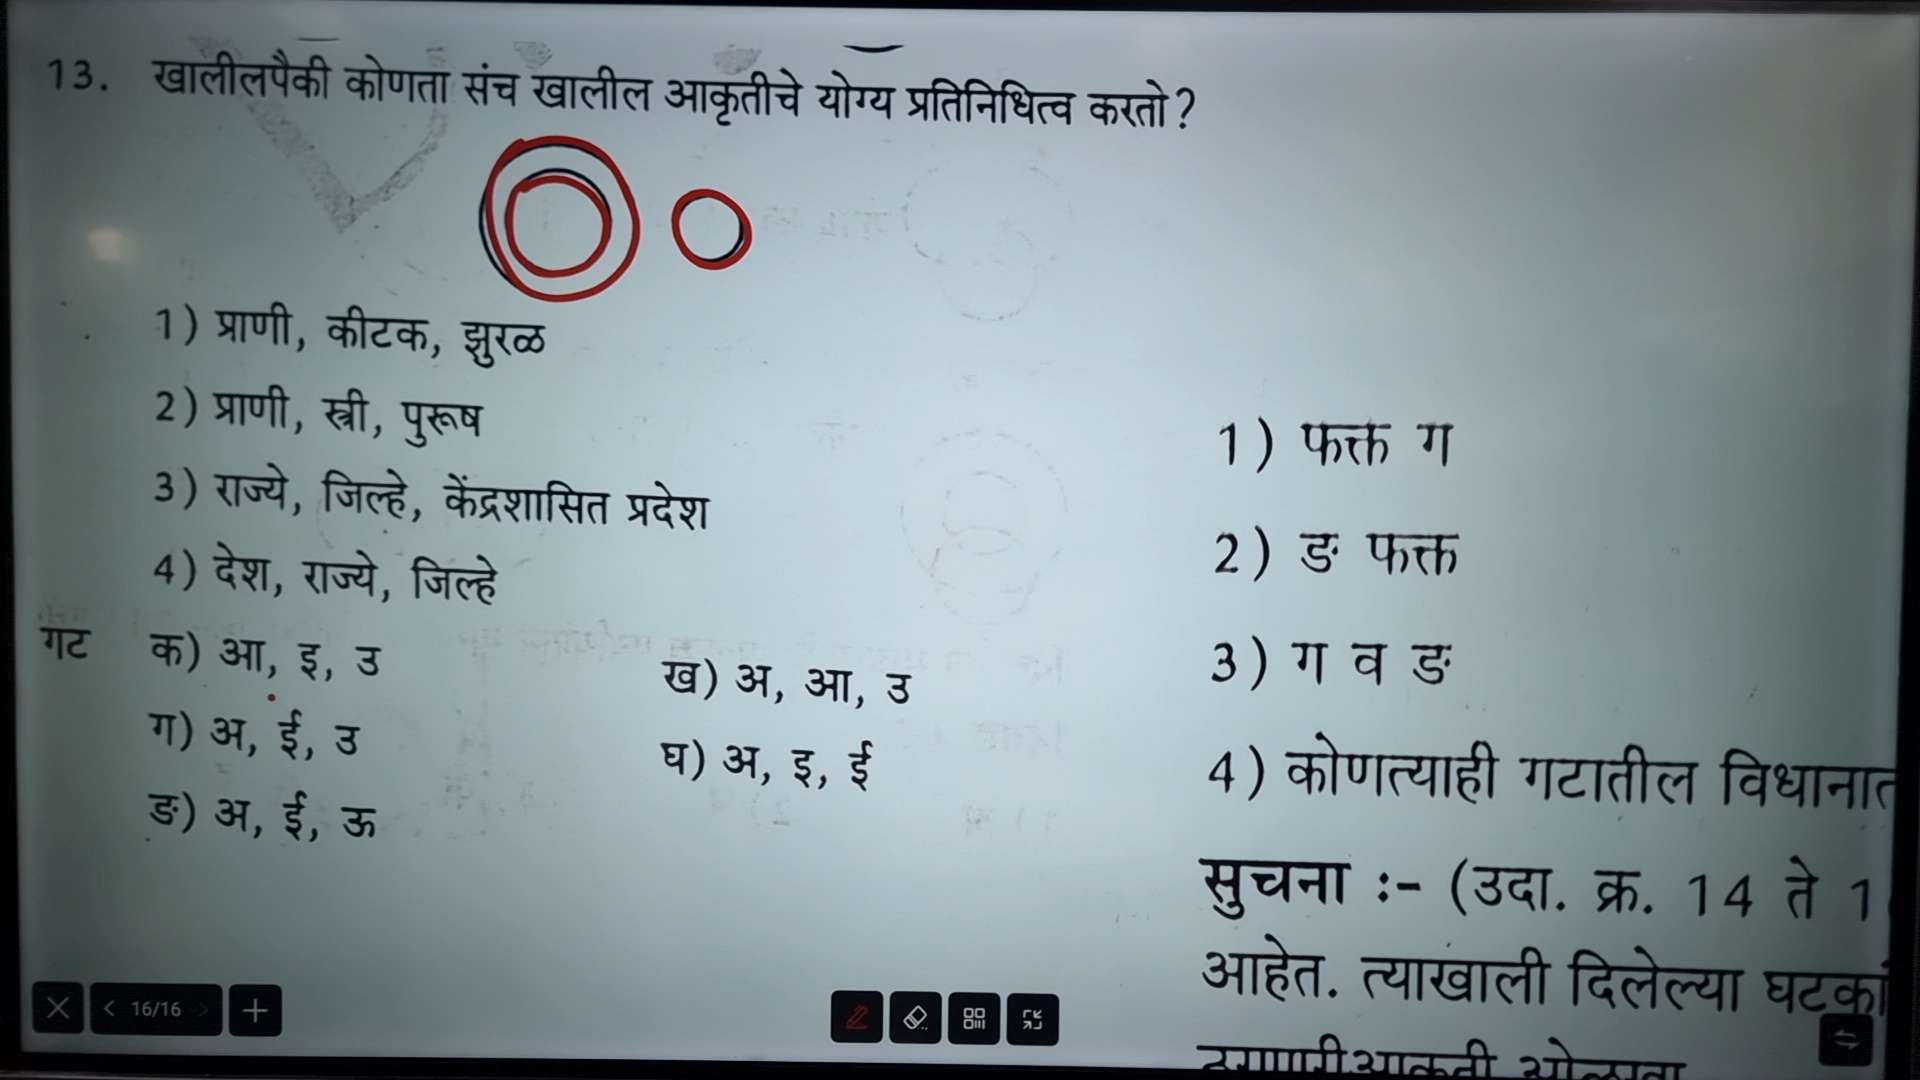 13. खालीलपैकी कोणता संच खालील आकृतीचे योग्य प्रतिनिधित्व करतो?
1) प्राणी, कीटक, झुरळ
2) प्राणी, स्त्री, पुरूष
3) राज्ये, जिल्हे, केंद्रशासित प्रदेश
4) देश, राज्ये, जिल्हे
गट क) आ, इ, उ ख) अ, आ, उ
ग) अ, ई, उ घ) अ, इ, ई
ङ) अ, ई, ऊ
1) फक्त ग
2) ङ फक्त
3) ग व ङ
4) कोणत्याही गटातील
सुचना :- (उदा. क्र. 14 ते 1
आहेत. त्याखाली दिलेल्या
16/16